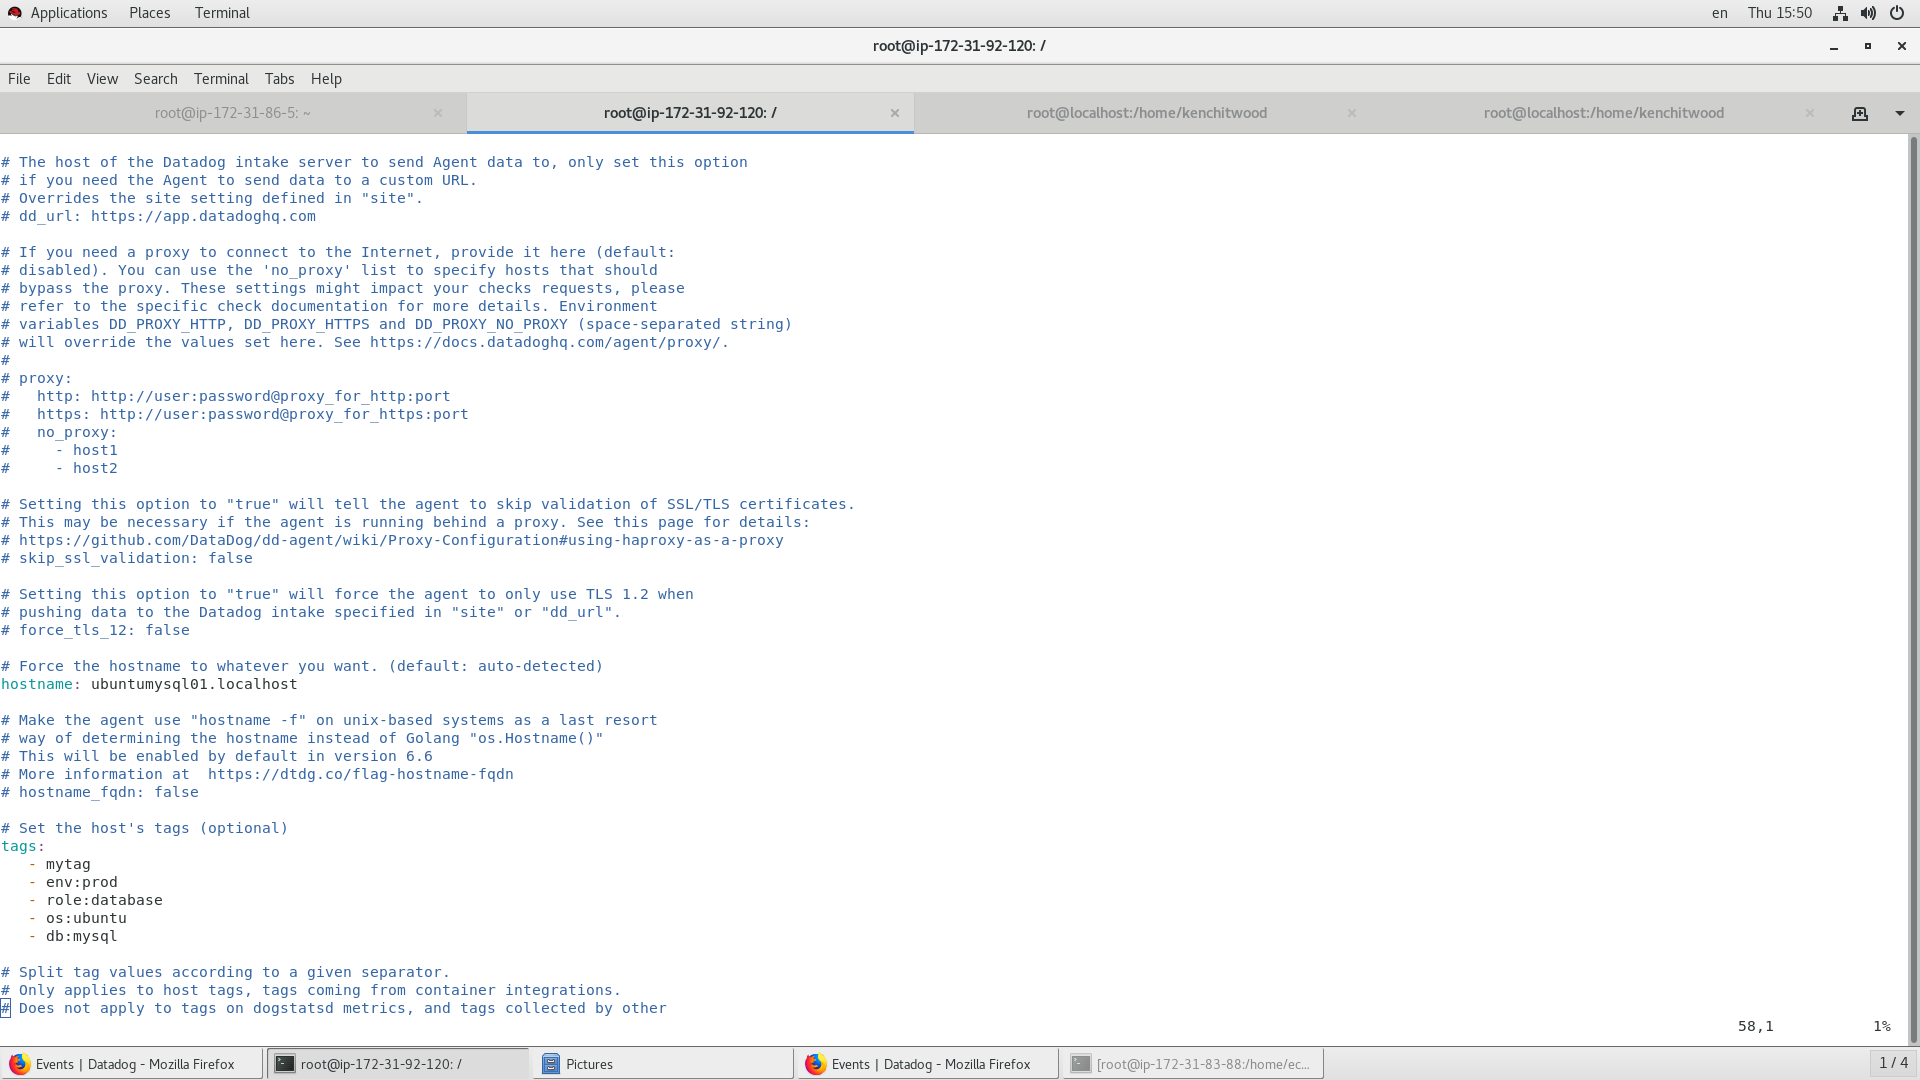 Applications Places Terminal en Thu 15:50
root@ip-172-31-92-120: /
File Edit View Search Terminal Tabs Help
root@ip-172-31-86-5: ~ root@ip-172-31-92-120: / root@localhost:/home/kenchitwood root@localhost:/home/kenchitwood
# The host of the Datadog intake server to send Agent data to, only set this option
# if you need the Agent to send data to a custom URL.
# Overrides the site setting defined in "site".
# dd_url: https://app.datadoghq.com
# If you need a proxy to connect to the Internet, provide it here (default:
# disabled). You can use the 'no_proxy' list to specify hosts that should
# bypass the proxy. These settings might impact your checks requests, please
# refer to the specific check documentation for more details. Environment
# variables DD_PROXY_HTTP, DD_PROXY_HTTPS and DD_PROXY_NO_PROXY (space-separated string)
# will override the values set here. See https://docs.datadoghq.com/agent/proxy/.
#
# proxy:
#   http: http://user:password@proxy_for_http:port
#   https: http://user:password@proxy_for_https:port
#   no_proxy:
#     - host1
#     - host2
# Setting this option to "true" will tell the agent to skip validation of SSL/TLS certificates.
# This may be necessary if the agent is running behind a proxy. See this page for details:
# https://github.com/DataDog/dd-agent/wiki/Proxy-Configuration#using-haproxy-as-a-proxy
# skip_ssl_validation: false
# Setting this option to "true" will force the agent to only use TLS 1.2 when
# pushing data to the Datadog intake specified in "site" or "dd_url".
# force_tls_12: false
# Force the hostname to whatever you want. (default: auto-detected)
hostname: ubuntumysql01.localhost
# Make the agent use "hostname -f" on unix-based systems as a last resort
# way of determining the hostname instead of Golang "os.Hostname()"
# This will be enabled by default in version 6.6
# More information at  https://dtdg.co/flag-hostname-fqdn
# hostname_fqdn: false
# Set the host's tags (optional)
tags:
   - mytag
   - env:prod
   - role:database
   - os:ubuntu
   - db:mysql
# Split tag values according to a given separator.
# Only applies to host tags, tags coming from container integrations.
# Does not apply to tags on dogstatsd metrics, and tags collected by other
58,1 1%
Events | Datadog - Mozilla Firefox root@ip-172-31-92-120: / Pictures Events | Datadog - Mozilla Firefox [root@ip-172-31-83-88:/home/ec... 1 / 4